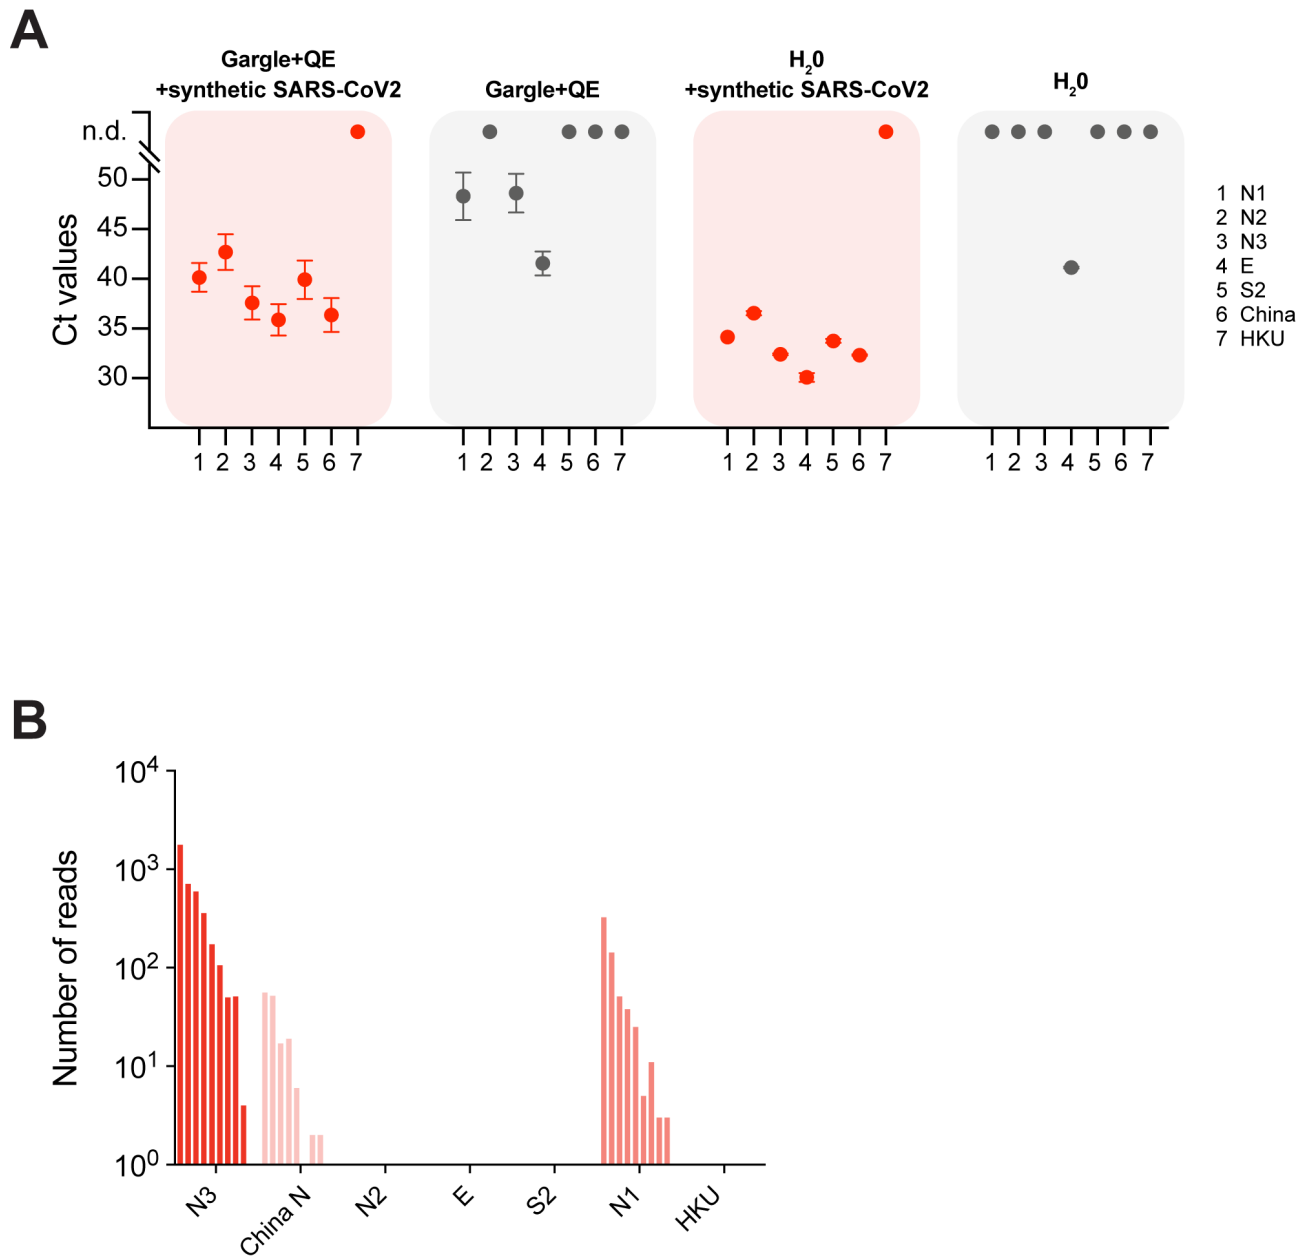 A
Gargle+QE
+synthetic SARS-CoV2
Gargle+QE
H20
+synthetic SARS-CoV2
H20
n.d.
50
45
40
35
30
Ct values
1 2 3 4 5 6 7
1 2 3 4 5 6 7
1 2 3 4 5 6 7
1 2 3 4 5 6 7
1 N1
2 N2
3 N3
4 E
5 S2
6 China
7 HKU
B
10^4
10^3
10^2
10^1
10^0
Number of reads
N3
China N
N2
E
S2
N1
HKU